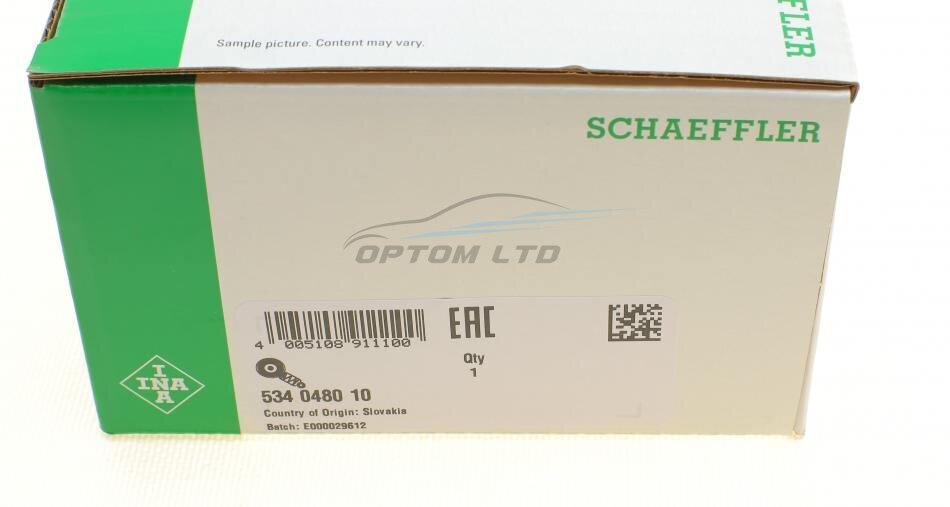 Sample picture. Content may vary.
FLER
SCHAEFFLER
OPTOM LTD
4 005108 911100
EAC
Qty
1
534 0480 10
Country of Origin: Slovakia
Batch: E000029612
I
INA
A